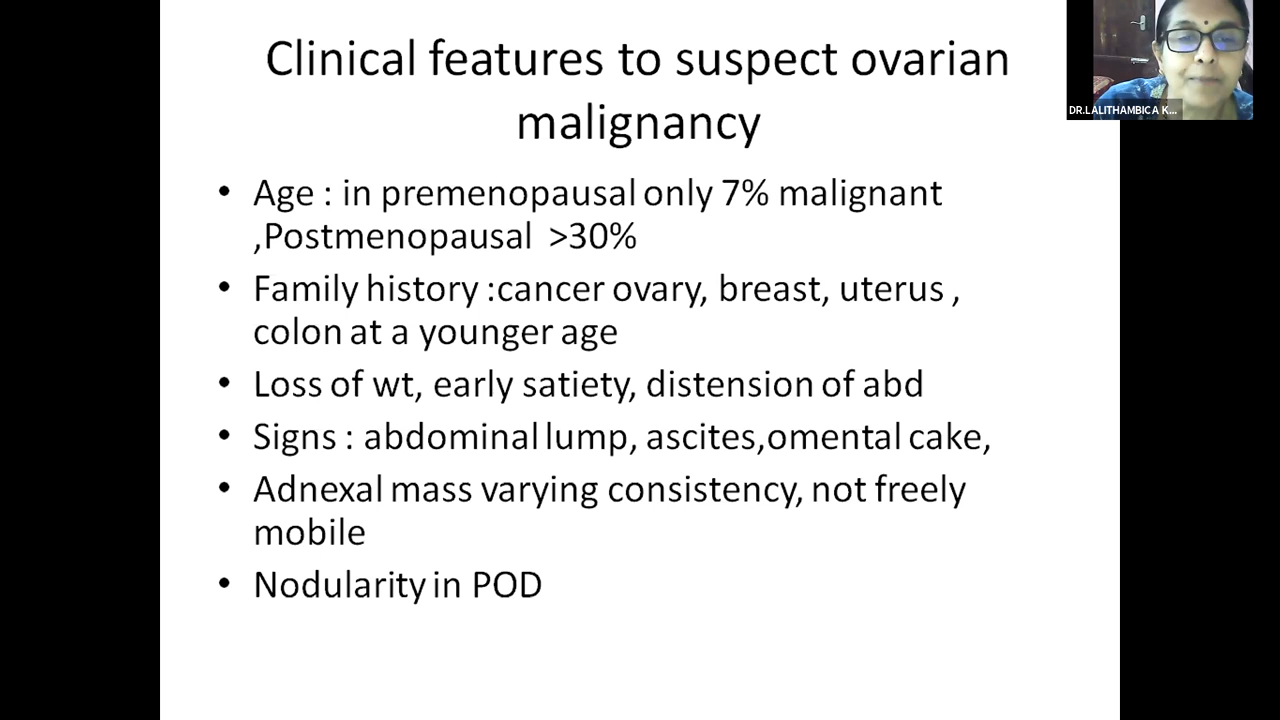 Clinical features to suspect ovarian
malignancy
DR.LALITHAMBICA K...
• Age : in premenopausal only 7% malignant
,Postmenopausal >30%
• Family history :cancer ovary, breast, uterus ,
colon at a younger age
• Loss of wt, early satiety, distension of abd
• Signs : abdominal lump, ascites,omental cake,
• Adnexal mass varying consistency, not freely
mobile
• Nodularity in POD